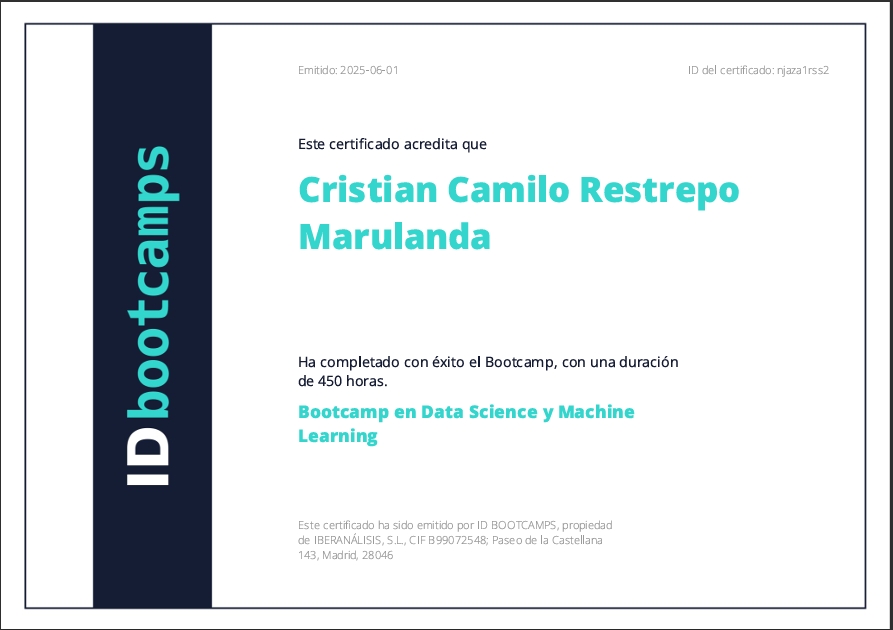 Emitido: 2025-06-01
ID del certificado: njaza1rss2
Este certificado acredita que
Cristian Camilo Restrepo
Marulanda
Ha completado con éxito el Bootcamp, con una duración
de 450 horas.
Bootcamp en Data Science y Machine
Learning
Este certificado ha sido emitido por ID BOOTCAMPS, propiedad
de IBERANÁLISIS, S.L., CIF B99072548; Paseo de la Castellana
143, Madrid, 28046
ID bootcamps